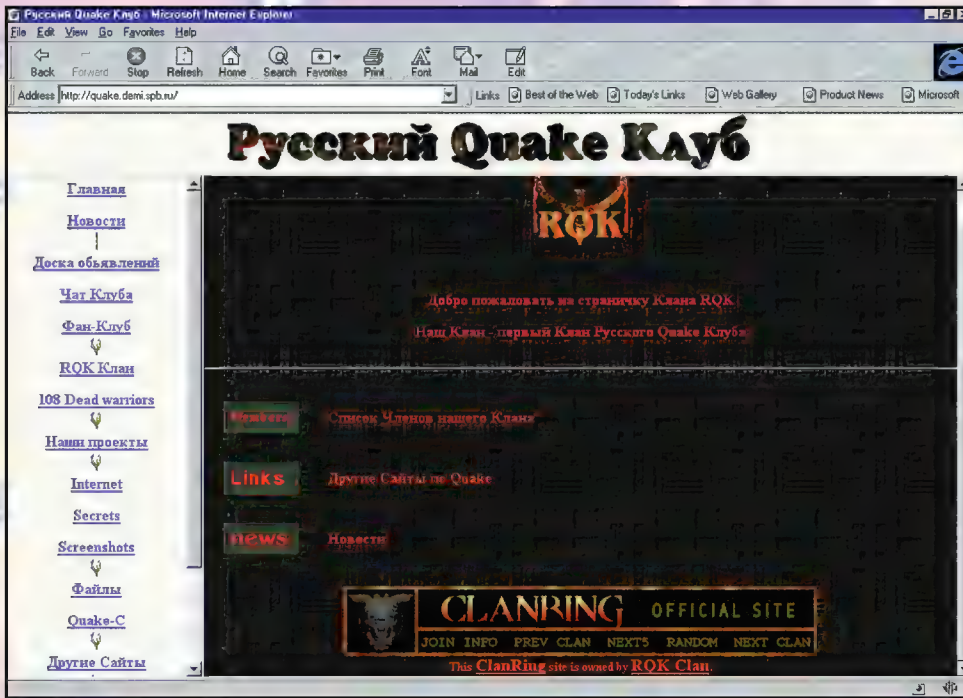 Русский Quake Клуб - Microsoft Internet Explorer
File Edit View Go Favorites Help
Back Forward Stop Refresh Home Search Favorites Print Font Mail Edit
Address http://quake.demi.spb.ru/ Links Best of the Web Today's Links Web Gallery Product News Microsoft
Русский Quake Клуб
Главная
Новости
Доска обьявлений
Чат Клуба
Фан-Клуб
RQK Клан
108 Dead warriors
Наши проекты
Internet
Secrets
Screenshots
Файлы
Quake-C
Другие Сайты
RQK
Добро пожаловать на страничку Клана RQK
Наш Клан - первый Клан Русского Quake Клуба
Members Список Членов нашего Клана
Links Другие Сайты по Quake
news Новости
CLANRING OFFICIAL SITE
JOIN INFO PREV CLAN NEXT5 RANDOM NEXT CLAN
This ClanRing site is owned by RQK Clan.